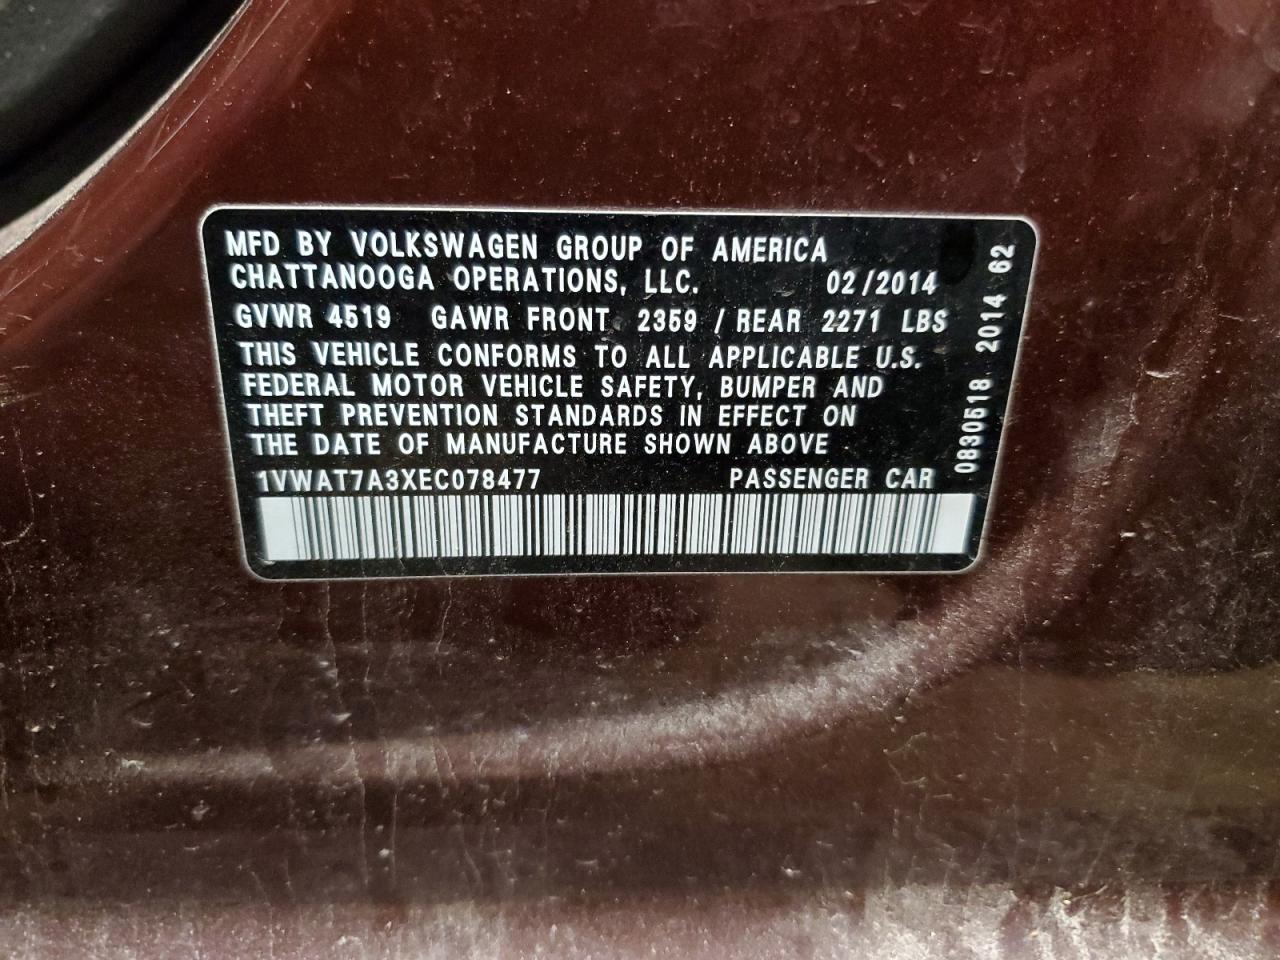 MFD BY VOLKSWAGEN GROUP OF AMERICA
CHATTANOOGA OPERATIONS, LLC. 02/2014
GVWR 4519 GAWR FRONT 2359 / REAR 2271 LBS
THIS VEHICLE CONFORMS TO ALL APPLICABLE U.S.
FEDERAL MOTOR VEHICLE SAFETY, BUMPER AND
THEFT PREVENTION STANDARDS IN EFFECT ON
THE DATE OF MANUFACTURE SHOWN ABOVE
1VWAT7A3XEC078477 PASSENGER CAR
0830518 2014 62